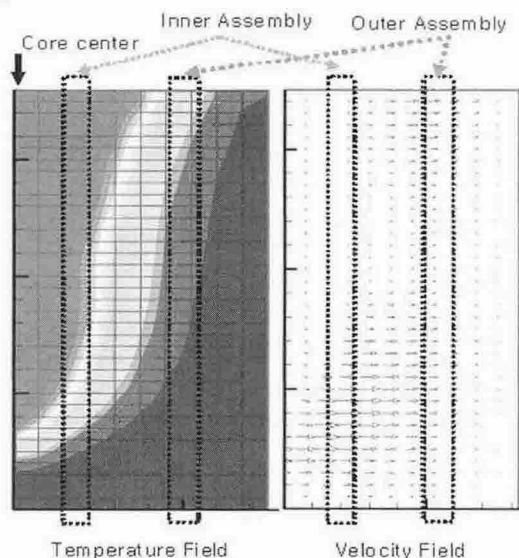 Inner Assembly
Outer Assembly
Core center
Temperature Field
Velocity Field